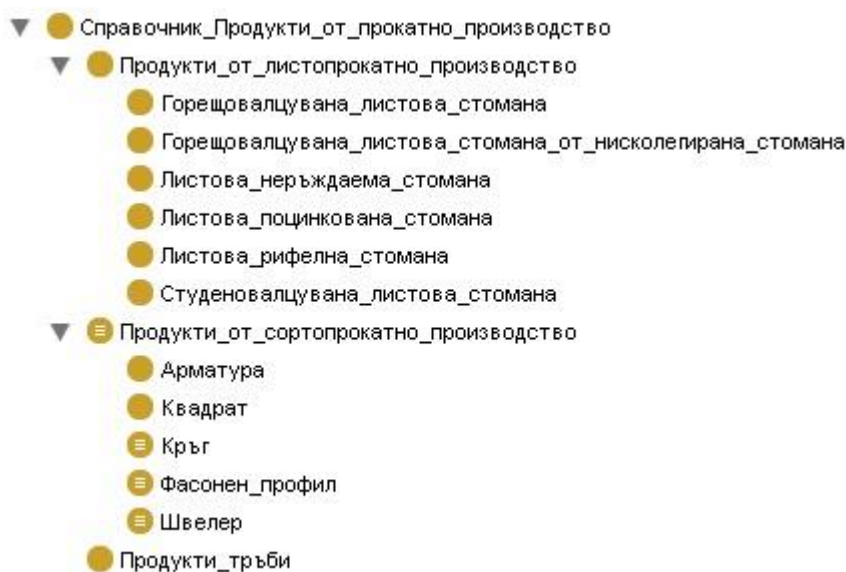 Справочник_Продукти_от_прокатно_производство
Продукти_от_листопрокатно_производство
Горещовалцувана_листова_стомана
Горещовалцувана_листова_стомана_от_нисколегирана_стомана
Листова_неръждаема_стомана
Листова_поцинкована_стомана
Листова_рифелна_стомана
Студеновалцувана_листова_стомана
Продукти_от_сортопрокатно_производство
Арматура
Квадрат
Кръг
Фасонен_профил
Швелер
Продукти_тръби